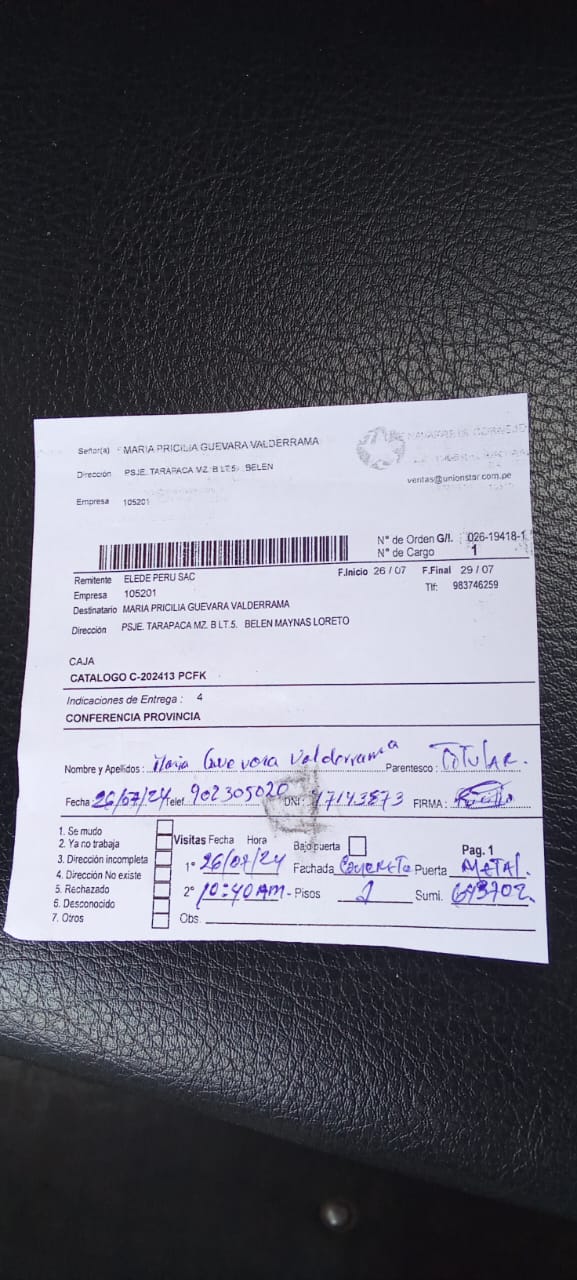 Señor(a) : MARIA PRICILIA GUEVARA VALDERRAMA
Dirección PSJE. TARAPACA MZ. B LT.5. BELEN
ventas@unionstar.com.pe
Empresa 105201
N° de Orden G/I. 026-19418-1
N° de Cargo 1
Remitente ELEDE PERU SAC F.Inicio 26 / 07 F.Final 29 / 07
Empresa 105201 Tlf: 983746259
Destinatario MARIA PRICILIA GUEVARA VALDERRAMA
Dirección PSJE. TARAPACA MZ. B LT.5. BELEN MAYNAS LORETO
CAJA
CATALOGO C-202413 PCFK
Indicaciones de Entrega : 4
CONFERENCIA PROVINCIA
Nombre y Apellidos : Maria Guevara Valderrama Parentesco : TITULAR.
Fecha 26/07/24 Telef 902305020 DNI : 47143873 FIRMA :
1. Se mudo
2. Ya no trabaja Visitas Fecha Hora Bajo puerta Pag. 1
3. Dirección incompleta 1° 26/07/24 Fachada CONCRETO Puerta METAL.
4. Dirección No existe 2° 10:40 AM - Pisos 1 Sumi. 693702.
5. Rechazado
6. Desconocido Obs.
7. Otros